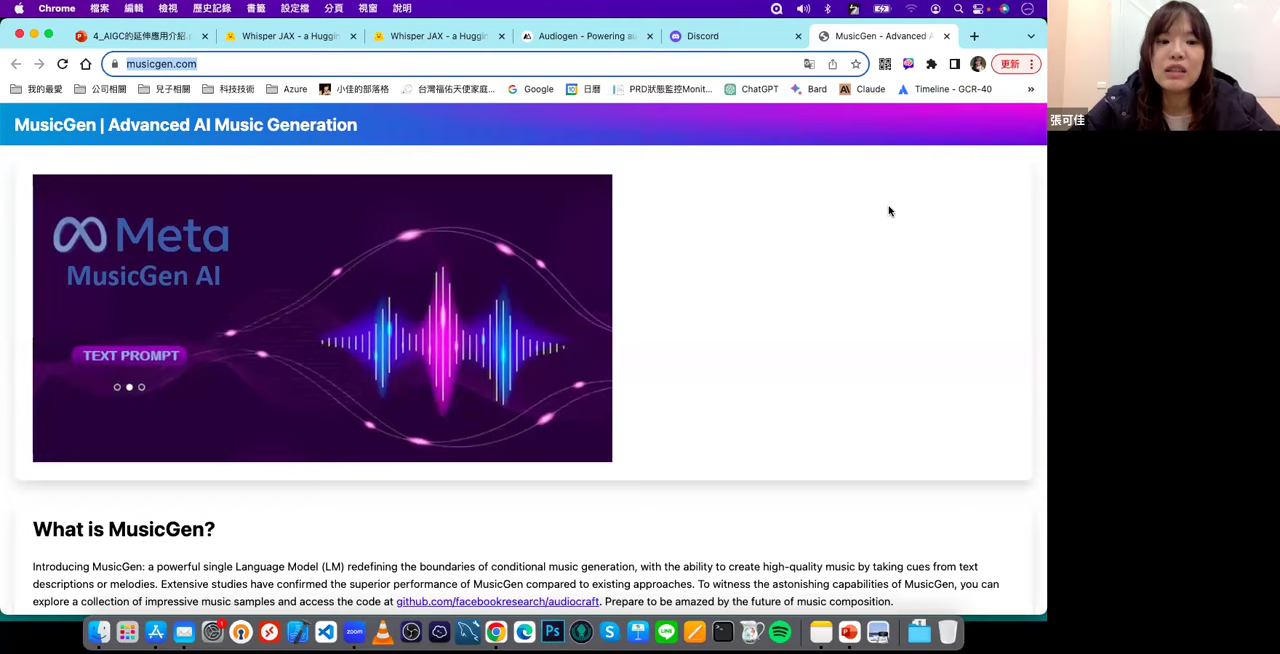 Chrome 檔案 編輯 檢視 歷史記錄 書籤 設定檔 分頁 視窗 說明
4_AIGC的延伸應用介紹.
Whisper JAX - a Huggin
Whisper JAX - a Huggin
Audiogen - Powering au
Discord
MusicGen - Advanced A
musicgen.com
更新
我的最愛 公司相關 兒子相關 科技技術 Azure 小佳的部落格 台灣福佑天使家庭... Google 日曆 PRD狀態監控Monit... ChatGPT Bard Claude Timeline - GCR-40 »
張可佳
MusicGen | Advanced AI Music Generation
Meta
MusicGen AI
TEXT PROMPT
What is MusicGen?
Introducing MusicGen: a powerful single Language Model (LM) redefining the boundaries of conditional music generation, with the ability to create high-quality music by taking cues from text
descriptions or melodies. Extensive studies have confirmed the superior performance of MusicGen compared to existing approaches. To witness the astonishing capabilities of MusicGen, you can
explore a collection of impressive music samples and access the code at github.com/facebookresearch/audiocraft. Prepare to be amazed by the future of music composition.
zoom
Ps
LINE